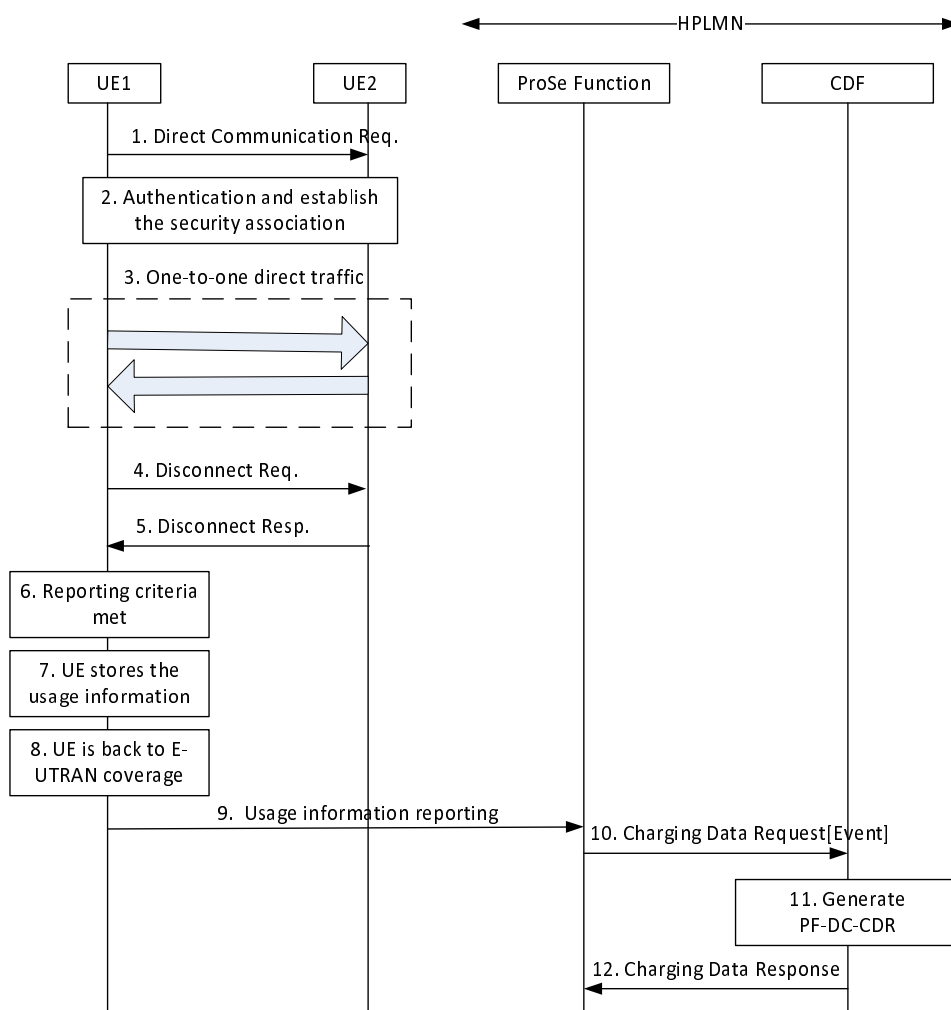 HPLMN
UE1
UE2
ProSe Function
CDF
1. Direct Communication Req.
2. Authentication and establish
the security association
3. One-to-one direct traffic
4. Disconnect Req.
5. Disconnect Resp.
6. Reporting criteria
met
7. UE stores the
usage information
8. UE is back to E-
UTRAN coverage
9. Usage information reporting
10. Charging Data Request[Event]
11. Generate
PF-DC-CDR
12. Charging Data Response